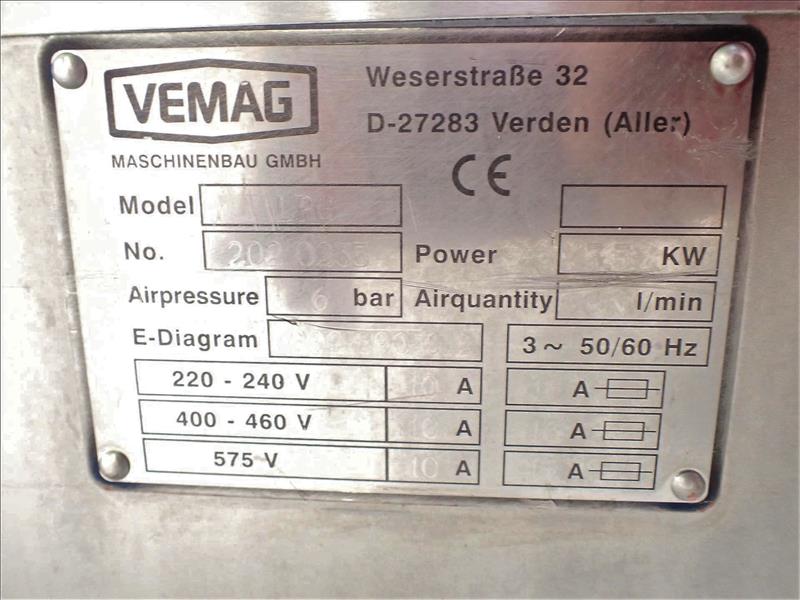 VEMAG
MASCHINENBAU GMBH
Weserstraße 32
D-27283 Verden (Aller)
CE
Model
No. Power KW
Airpressure 6 bar Airquantity l/min
E-Diagram 3~ 50/60 Hz
220 - 240 V 10 A A
400 - 460 V A A
575 V 10 A A